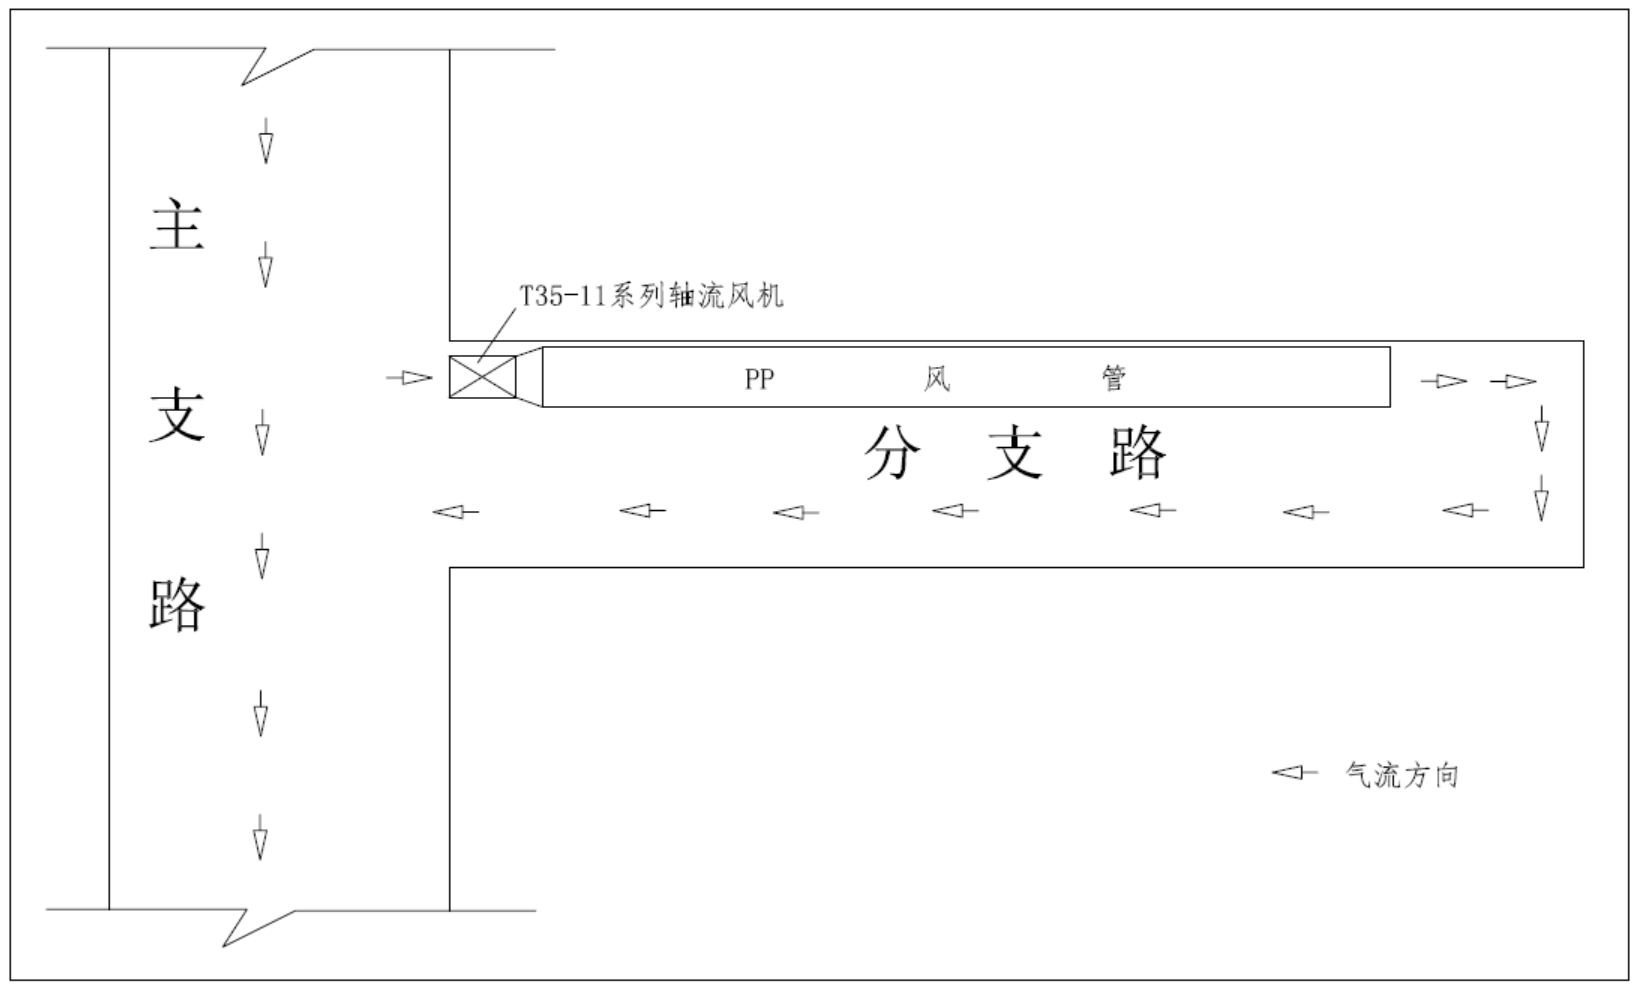 主支路
T35-11系列轴流风机
PP 风 管
分 支 路
气流方向